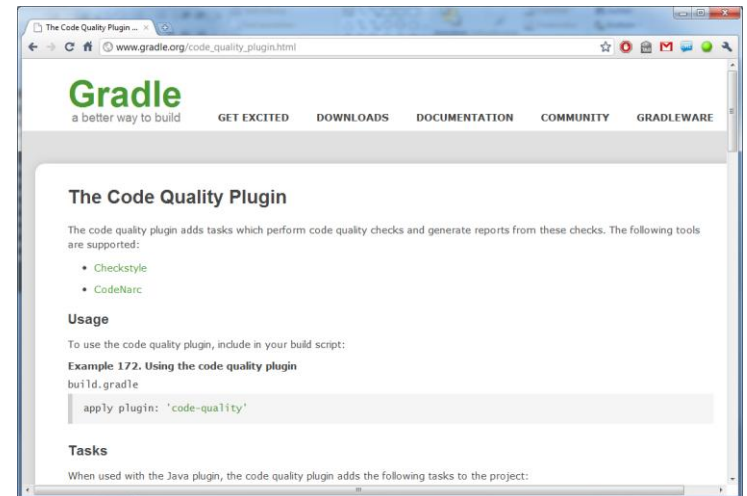 The Code Quality Plugin ...
www.gradle.org/code_quality_plugin.html
Gradle
a better way to build
GET EXCITED DOWNLOADS DOCUMENTATION COMMUNITY GRADLEWARE
The Code Quality Plugin
The code quality plugin adds tasks which perform code quality checks and generate reports from these checks. The following tools
are supported:
• Checkstyle
• CodeNarc
Usage
To use the code quality plugin, include in your build script:
Example 172. Using the code quality plugin
build.gradle
apply plugin: 'code-quality'
Tasks
When used with the Java plugin, the code quality plugin adds the following tasks to the project: